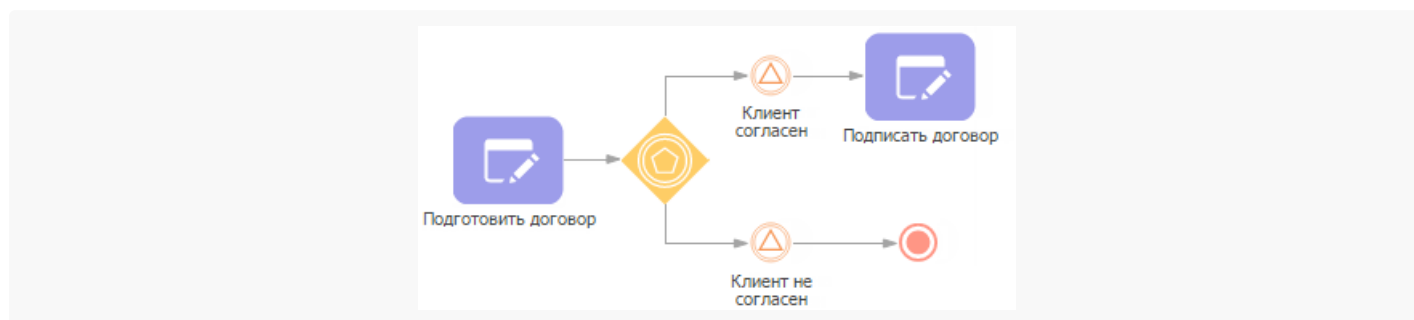 Клиент
согласен
Подписать договор
Подготовить договор
Клиент не
согласен